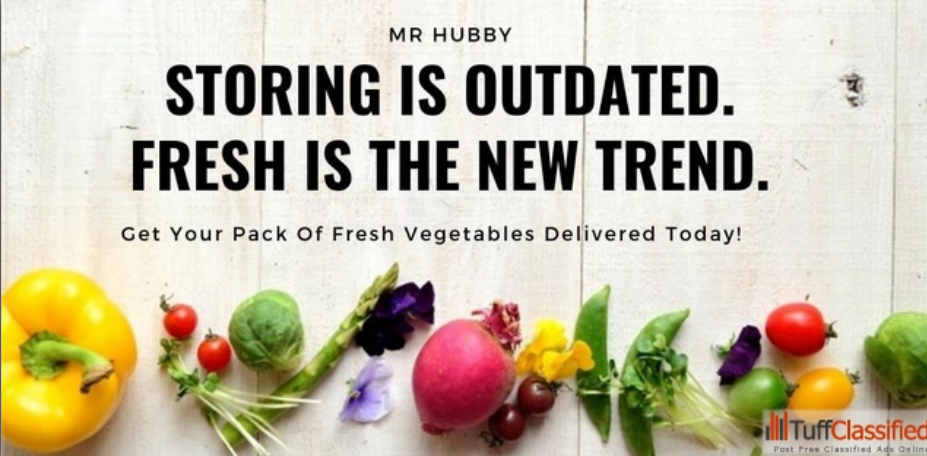 MR HUBBY
STORING IS OUTDATED.
FRESH IS THE NEW TREND.
Get Your Pack Of Fresh Vegetables Delivered Today!
TuffClassified
Post Free Classified Ads Online